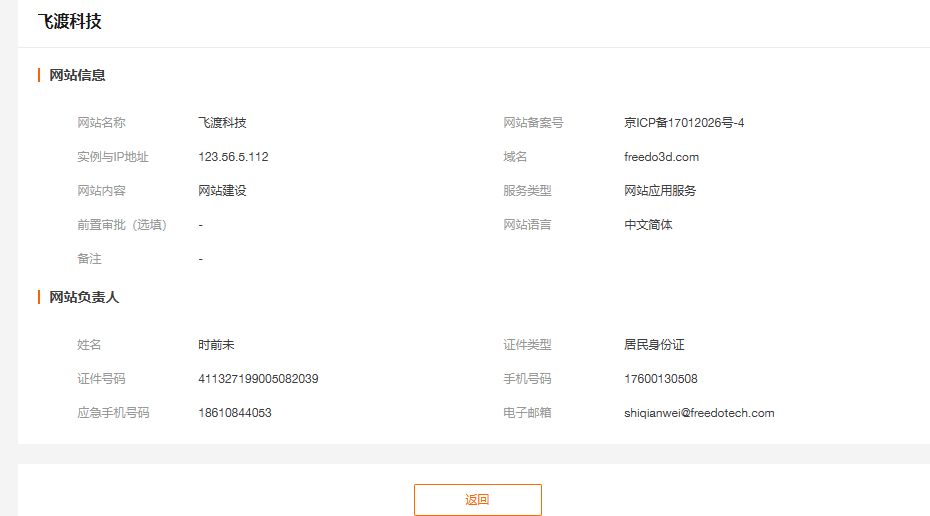 飞渡科技
网站信息
网站名称 飞渡科技 网站备案号 京ICP备17012026号-4
实例与IP地址 123.56.5.112 域名 freedo3d.com
网站内容 网站建设 服务类型 网站应用服务
前置审批（选填） - 网站语言 中文简体
备注 -
网站负责人
姓名 时前未 证件类型 居民身份证
证件号码 411327199005082039 手机号码 17600130508
应急手机号码 18610844053 电子邮箱 shiqianwei@freedotech.com
返回